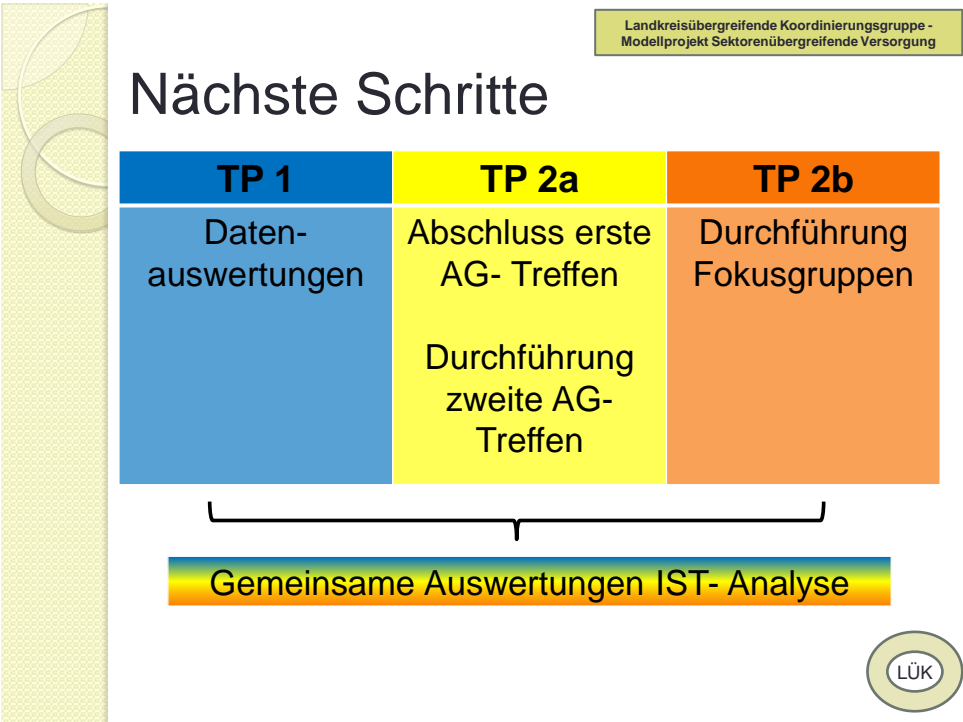 Landkreisübergreifende Koordinierungsgruppe -
Modellprojekt Sektorenübergreifende Versorgung
Nächste Schritte
TP 1
Daten-
auswertungen
TP 2a
Abschluss erste
AG- Treffen
Durchführung
zweite AG-
Treffen
TP 2b
Durchführung
Fokusgruppen
Gemeinsame Auswertungen IST- Analyse
LÜK